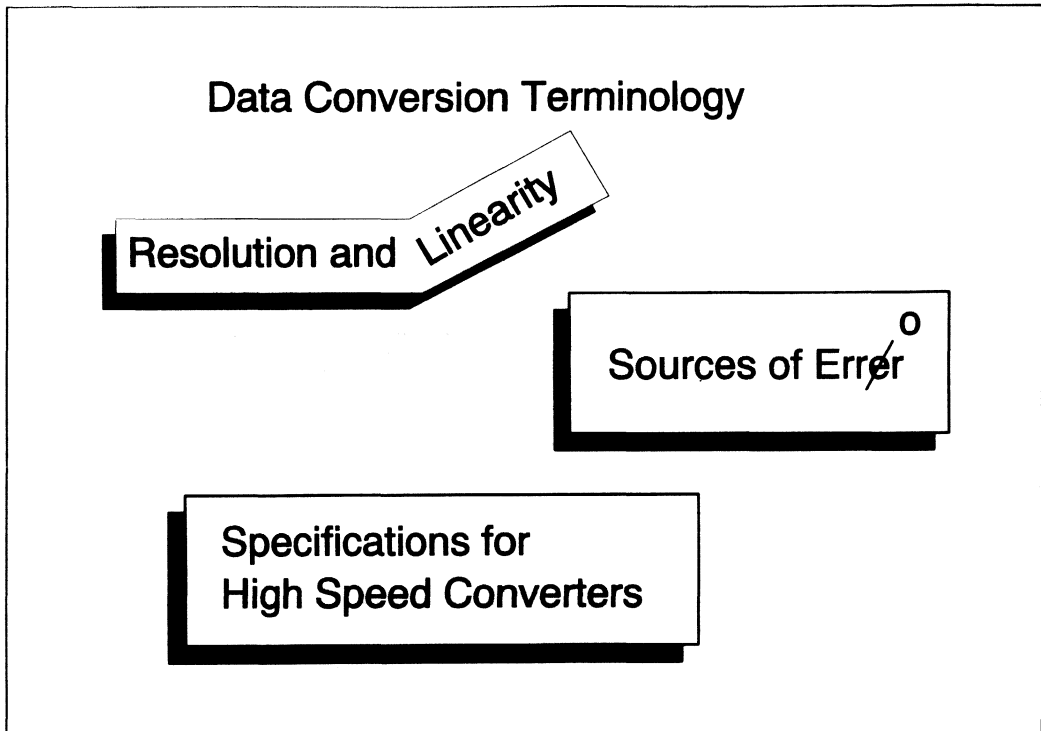 Data Conversion Terminology
Resolution and Linearity
o
Sources of Errer
Specifications for
High Speed Converters